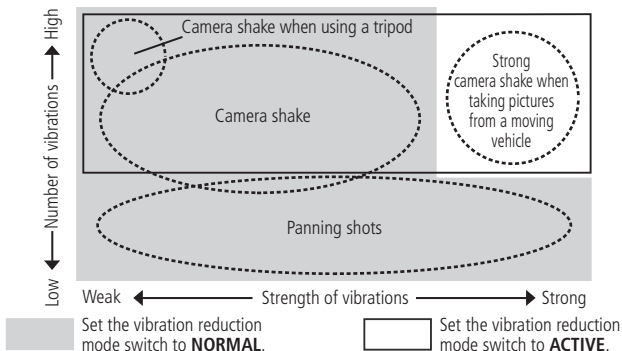 High
Number of vibrations
Low
Camera shake when using a tripod
Camera shake
Strong
camera shake when
taking pictures
from a moving
vehicle
Panning shots
Weak
Strength of vibrations
Strong
Set the vibration reduction
mode switch to NORMAL.
Set the vibration reduction
mode switch to ACTIVE.